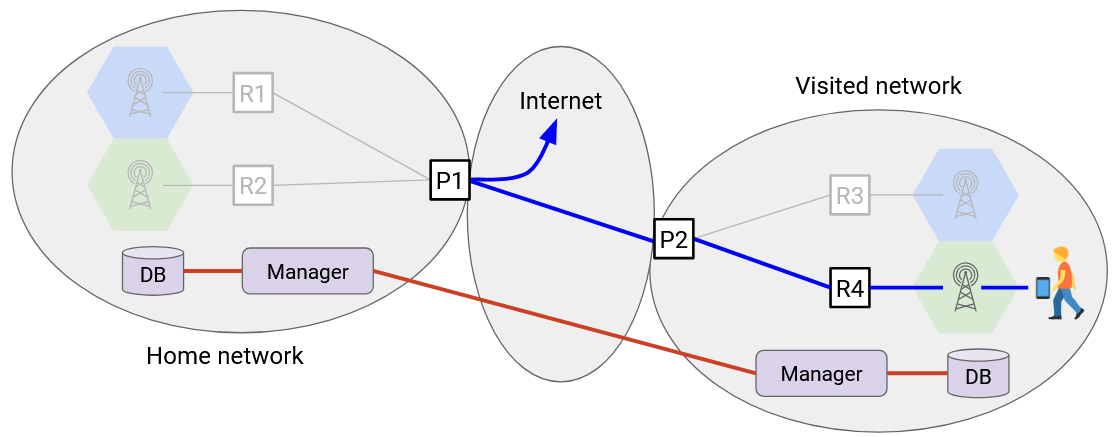 Visited network
Internet
R1
R2
P1
R3
P2
R4
DB
Manager
Home network
Manager
DB